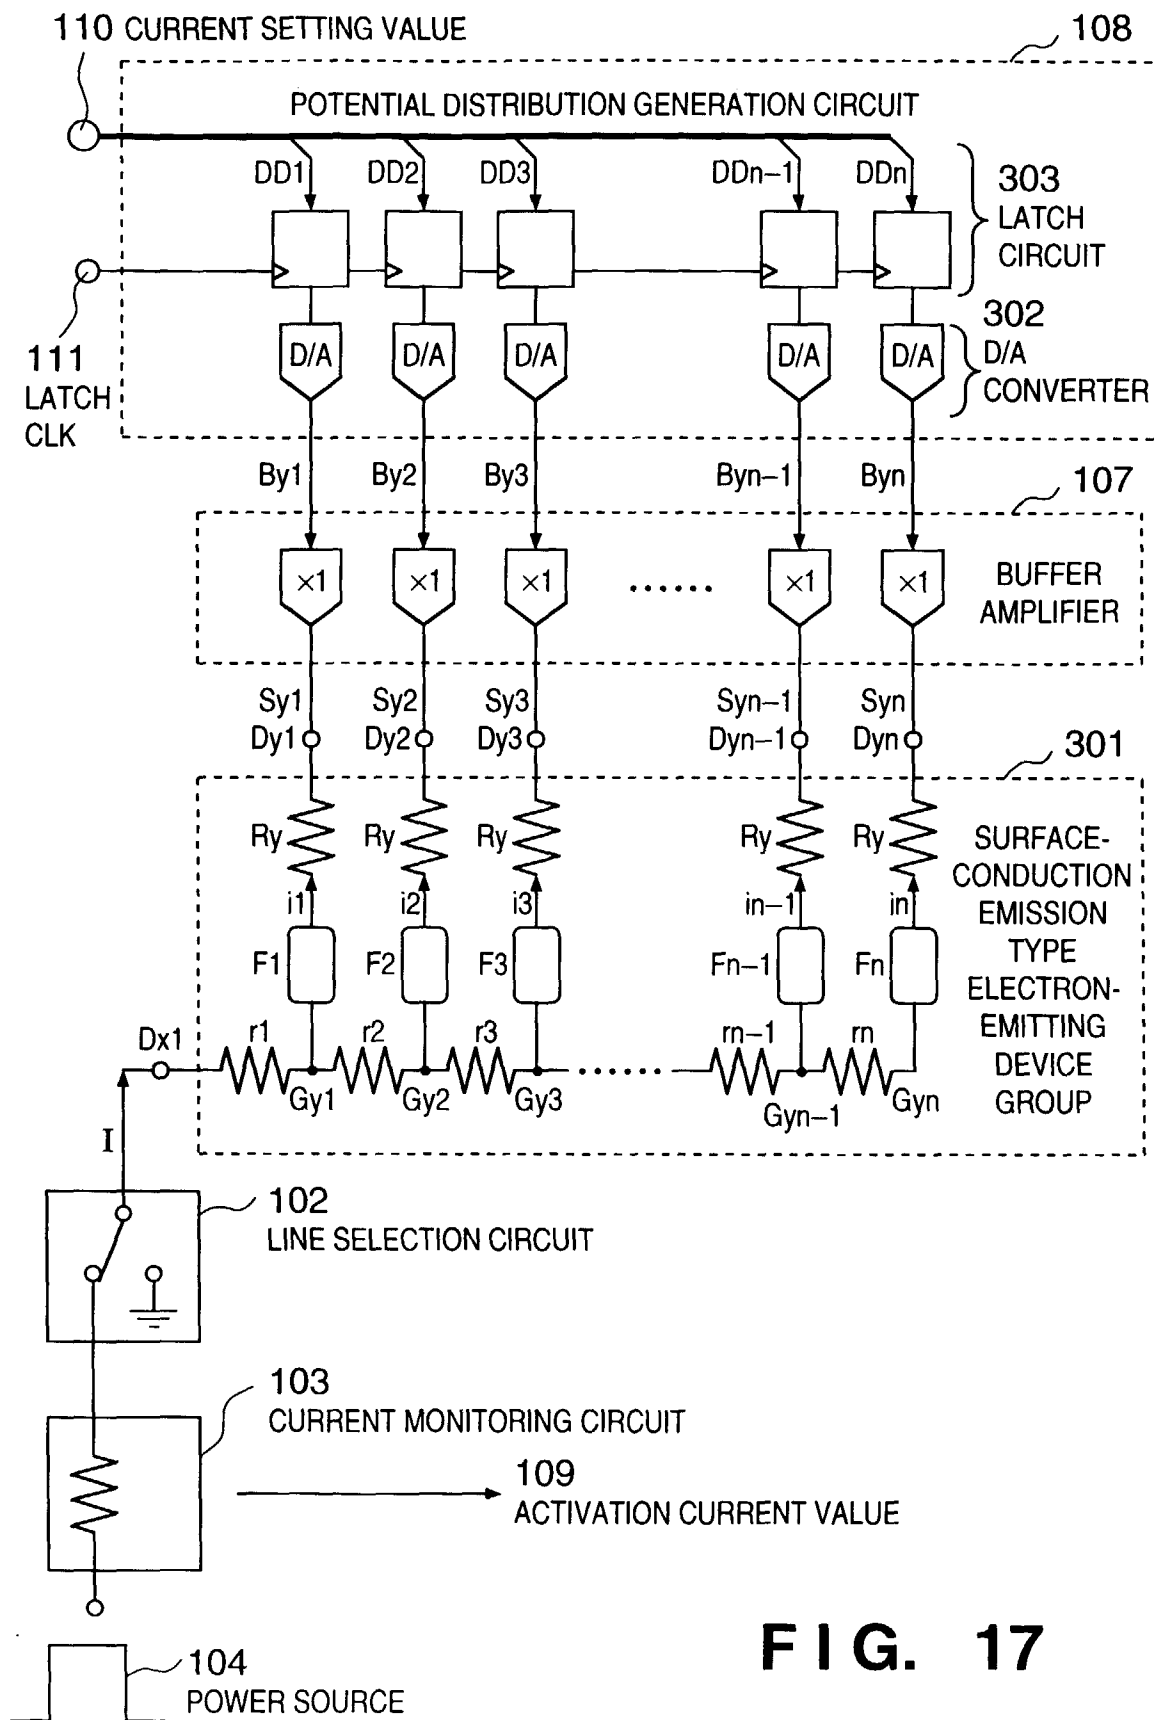 110 CURRENT SETTING VALUE
108
POTENTIAL DISTRIBUTION GENERATION CIRCUIT
DD1 DD2 DD3 DDn-1 DDn
303
LATCH
CIRCUIT
111
LATCH
CLK
D/A D/A D/A D/A D/A
302
D/A
CONVERTER
By1 By2 By3 Byn-1 Byn
107
×1 ×1 ×1 ...... ×1 ×1
BUFFER
AMPLIFIER
Sy1 Sy2 Sy3 Syn-1 Syn
Dy1 Dy2 Dy3 Dyn-1 Dyn
301
Ry Ry Ry Ry Ry
i1 i2 i3 in-1 in
F1 F2 F3 Fn-1 Fn
SURFACE-
CONDUCTION
EMISSION
TYPE
ELECTRON-
EMITTING
DEVICE
GROUP
Dx1 r1 r2 r3 rn-1 rn
......
Gy1 Gy2 Gy3 Gyn-1 Gyn
I
102
LINE SELECTION CIRCUIT
103
CURRENT MONITORING CIRCUIT
109
ACTIVATION CURRENT VALUE
104
POWER SOURCE
FIG. 17